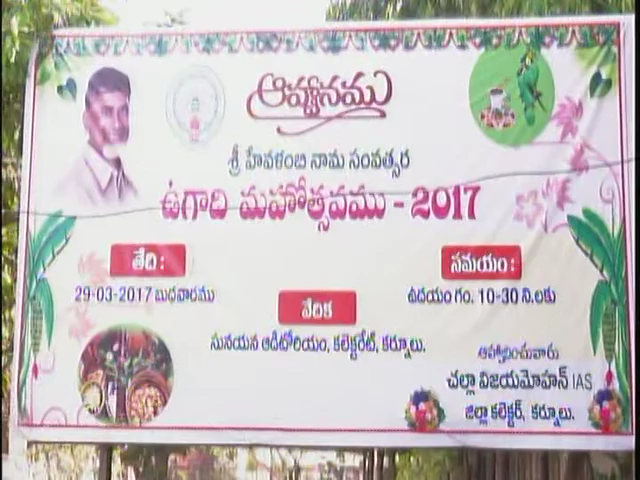 ఆహ్వానము
శ్రీ హేవళంబి నామ సంవత్సర
ఉగాది మహోత్సవము - 2017
తేది :
29-03-2017 బుధవారము
సమయం :
ఉదయం గం. 10-30 ని.లకు
వేదిక
సునయన ఆడిటోరియం, కలెక్టరేట్, కర్నూలు.
ఆహ్వానించువారు
చల్లా విజయమోహన్ IAS
జిల్లా కలెక్టర్, కర్నూలు.